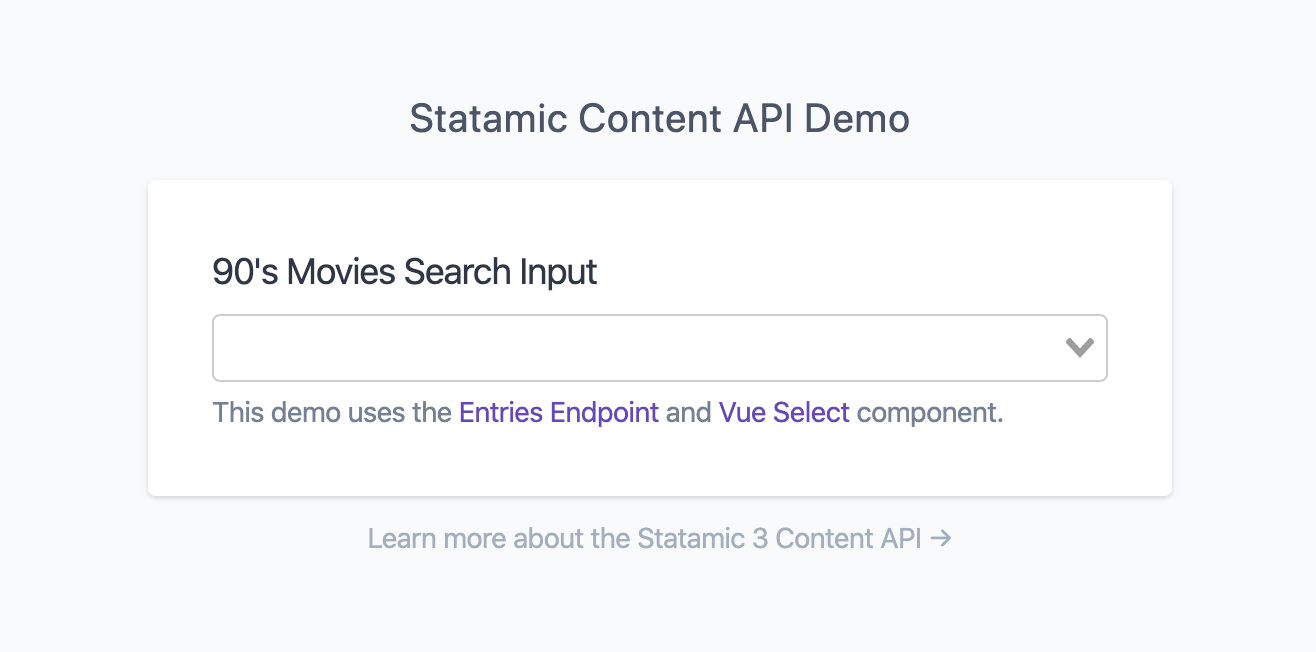 Statamic Content API Demo
90's Movies Search Input
This demo uses the Entries Endpoint and Vue Select component.
Learn more about the Statamic 3 Content API →